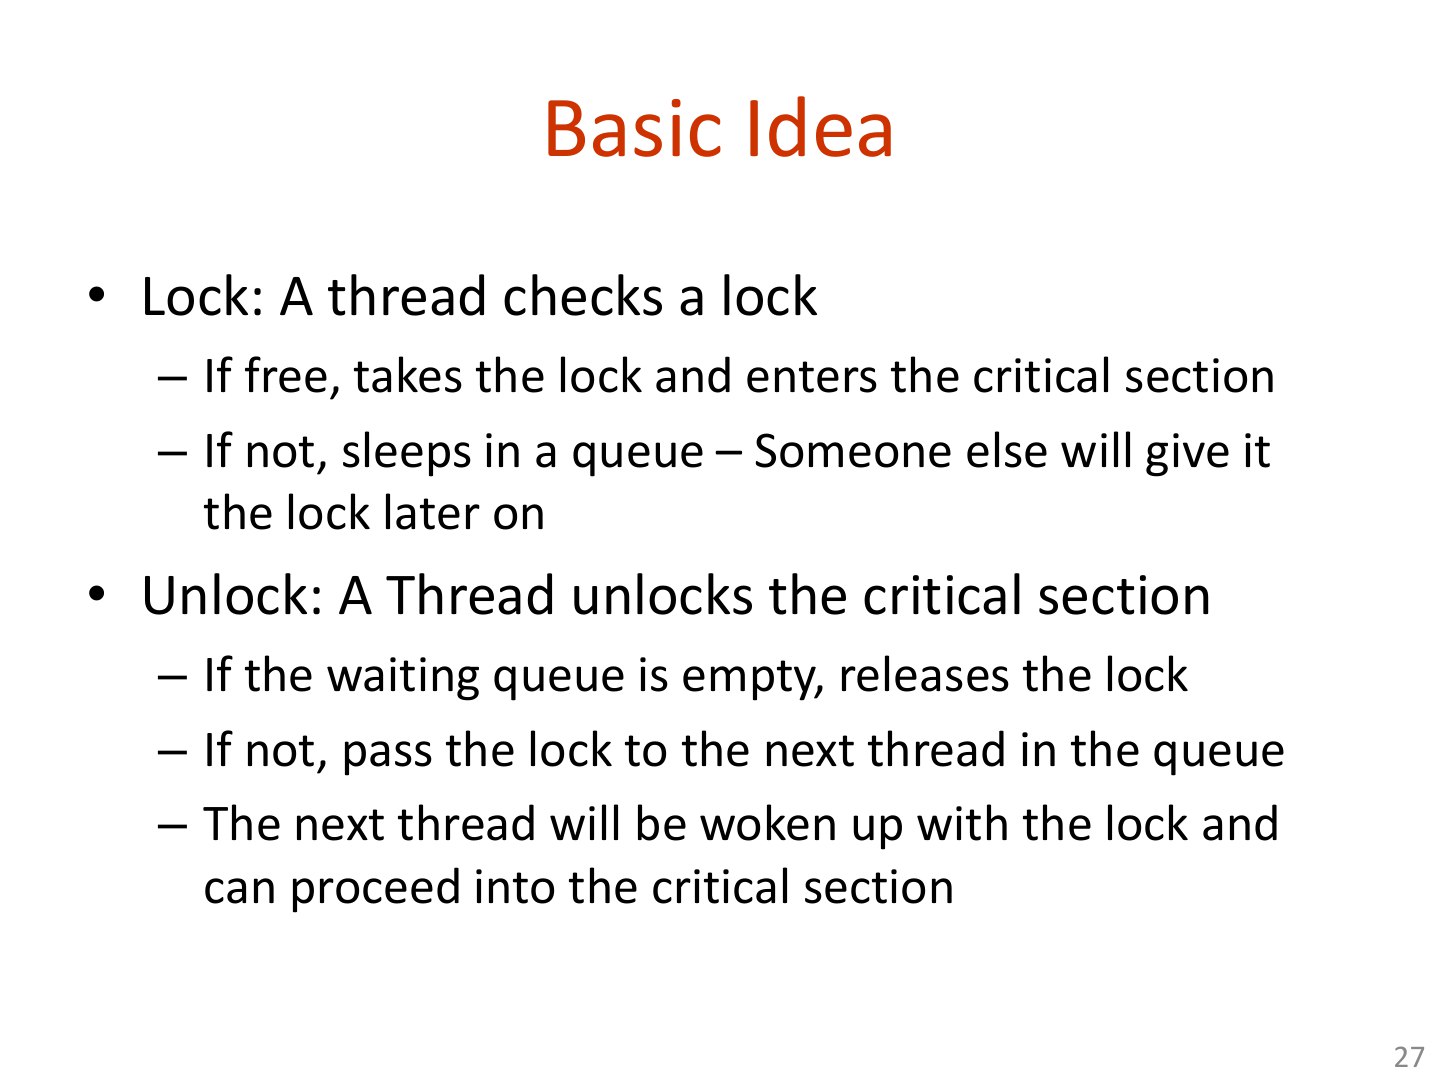 Basic Idea
• Lock: A thread checks a lock
– If free, takes the lock and enters the critical section
– If not, sleeps in a queue – Someone else will give it
the lock later on
• Unlock: A Thread unlocks the critical section
– If the waiting queue is empty, releases the lock
– If not, pass the lock to the next thread in the queue
– The next thread will be woken up with the lock and
can proceed into the critical section
27